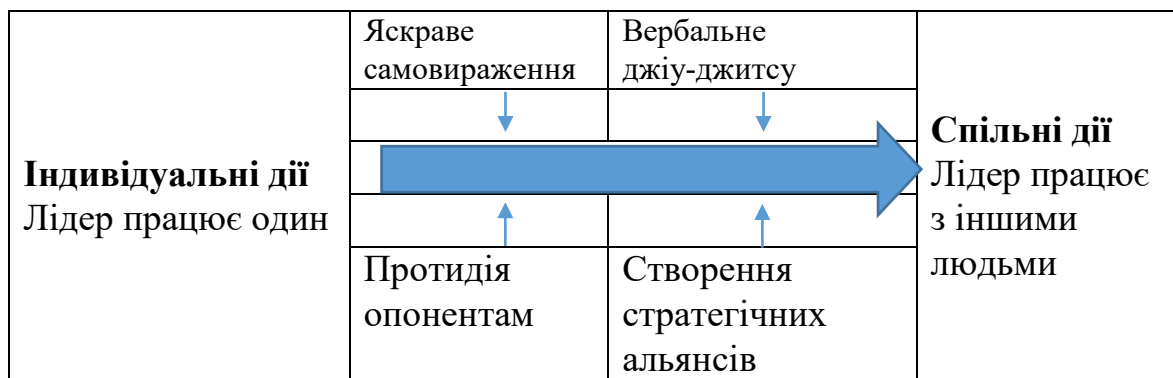 Яскраве
самовираження
Вербальне
джіу-джитсу
Індивідуальні дії
Лідер працює один
Спільні дії
Лідер працює
з іншими
людьми
Протидія
опонентам
Створення
стратегічних
альянсів